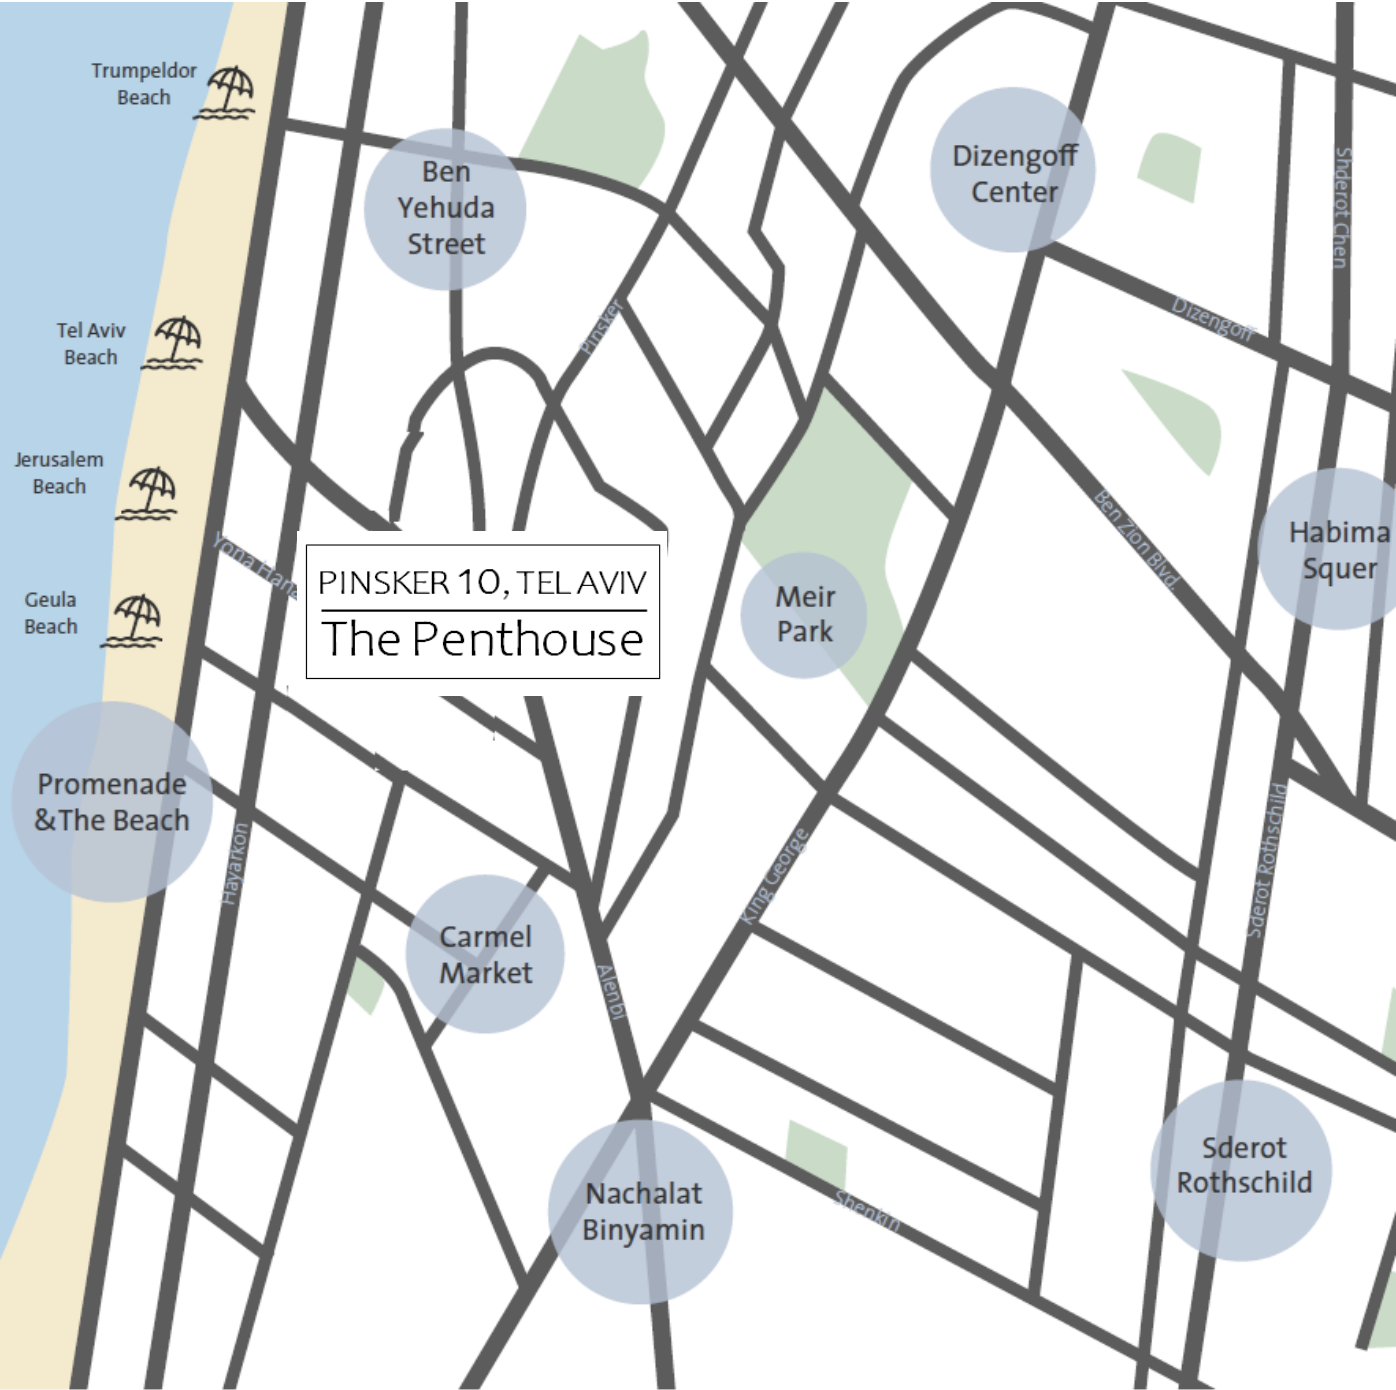 Trumpeldor
Beach
Ben
Yehuda
Street
Dizengoff
Center
Shderot Chen
Tel Aviv
Beach
Pinsker
Dizengoff
Jerusalem
Beach
Ben Zion Blvd.
Habima
Squer
Yona Hana
PINSKER 10, TEL AVIV
The Penthouse
Geula
Beach
Meir
Park
Promenade
&The Beach
Hayarkon
King George
Sderot Rothschild
Carmel
Market
Alenbi
Nachalat
Binyamin
Shenkin
Sderot
Rothschild